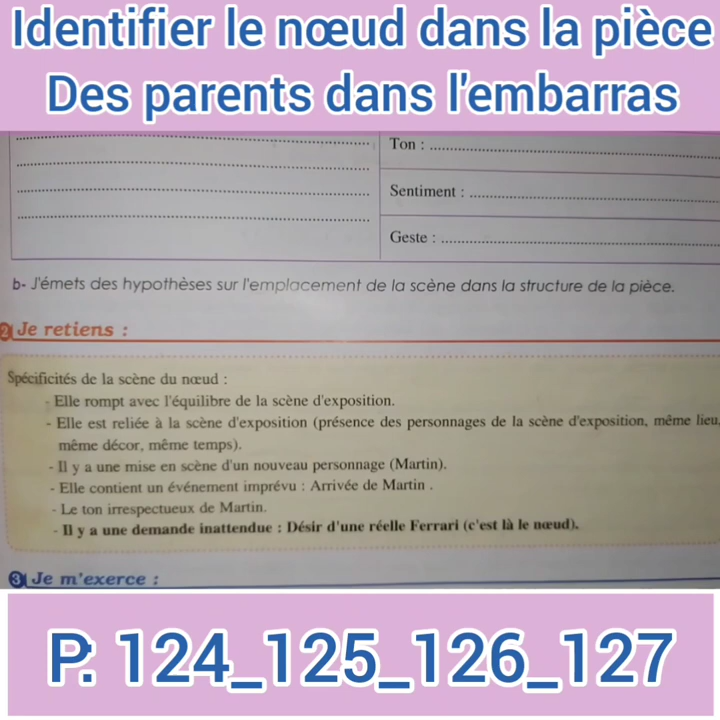 Identifier le nœud dans la pièce
Des parents dans l'embarras
Ton :
Sentiment :
Geste :
b- J'émets des hypothèses sur l'emplacement de la scène dans la structure de la pièce.
2 Je retiens :
Spécificités de la scène du nœud :
- Elle rompt avec l'équilibre de la scène d'exposition.
- Elle est reliée à la scène d'exposition (présence des personnages de la scène d'exposition, même lieu,
même décor, même temps).
- Il y a une mise en scène d'un nouveau personnage (Martin).
- Elle contient un événement imprévu : Arrivée de Martin .
- Le ton irrespectueux de Martin.
- Il y a une demande inattendue : Désir d'une réelle Ferrari (c'est là le nœud).
3 Je m'exerce :
P. 124_125_126_127